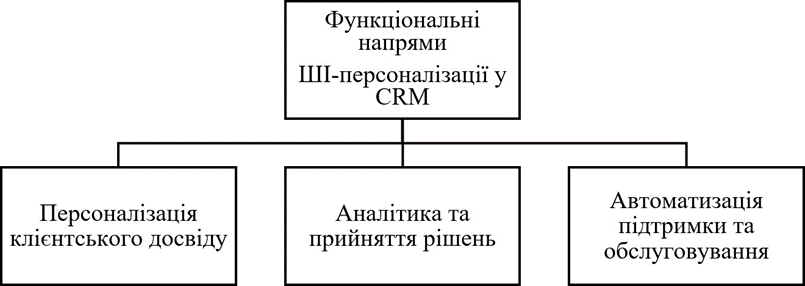 Функціональні
напрями
ШІ-персоналізації у
CRM
Персоналізація
клієнтського досвіду
Аналітика та
прийняття рішень
Автоматизація
підтримки та
обслуговування